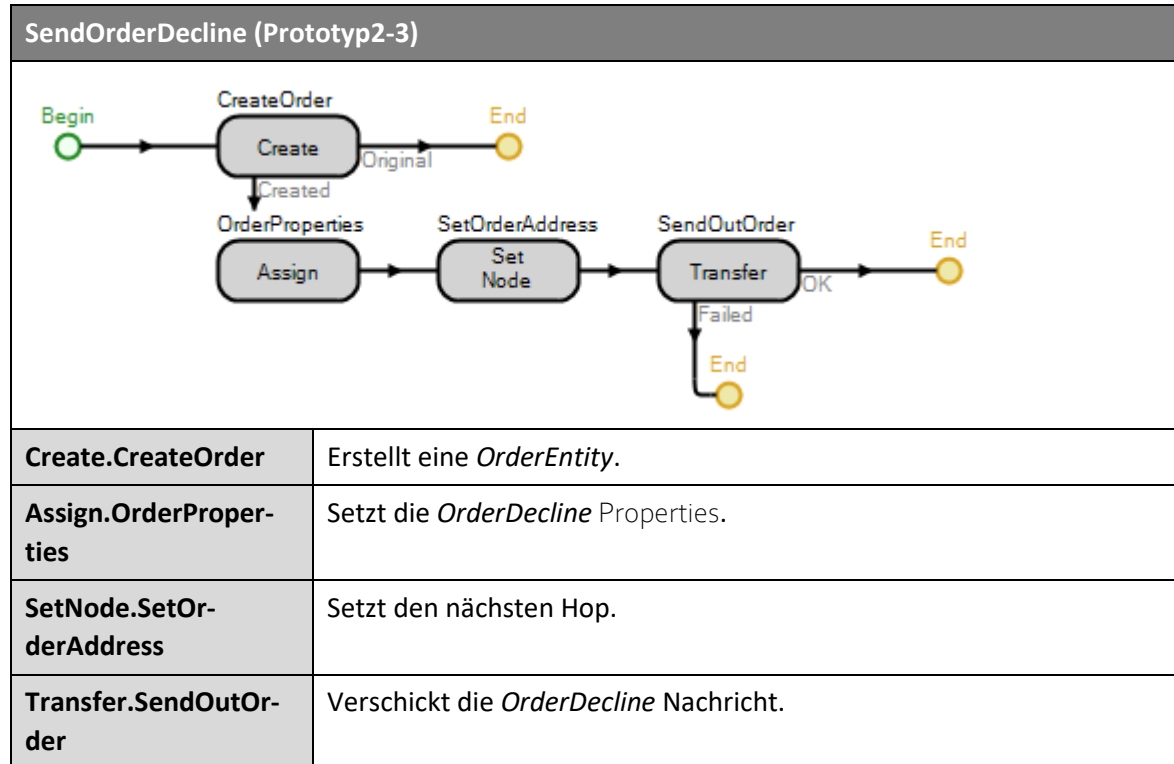 SendOrderDecline (Prototyp2-3)
CreateOrder
Begin
End
Create
Original
Created
OrderProperties
SetOrderAddress
SendOutOrder
End
Assign
Set
Node
Transfer
OK
Failed
End
Create.CreateOrder
Erstellt eine OrderEntity.
Assign.OrderProper-
ties
Setzt die OrderDecline Properties.
SetNode.SetOr-
derAddress
Setzt den nächsten Hop.
Transfer.SendOutOr-
der
Verschickt die OrderDecline Nachricht.